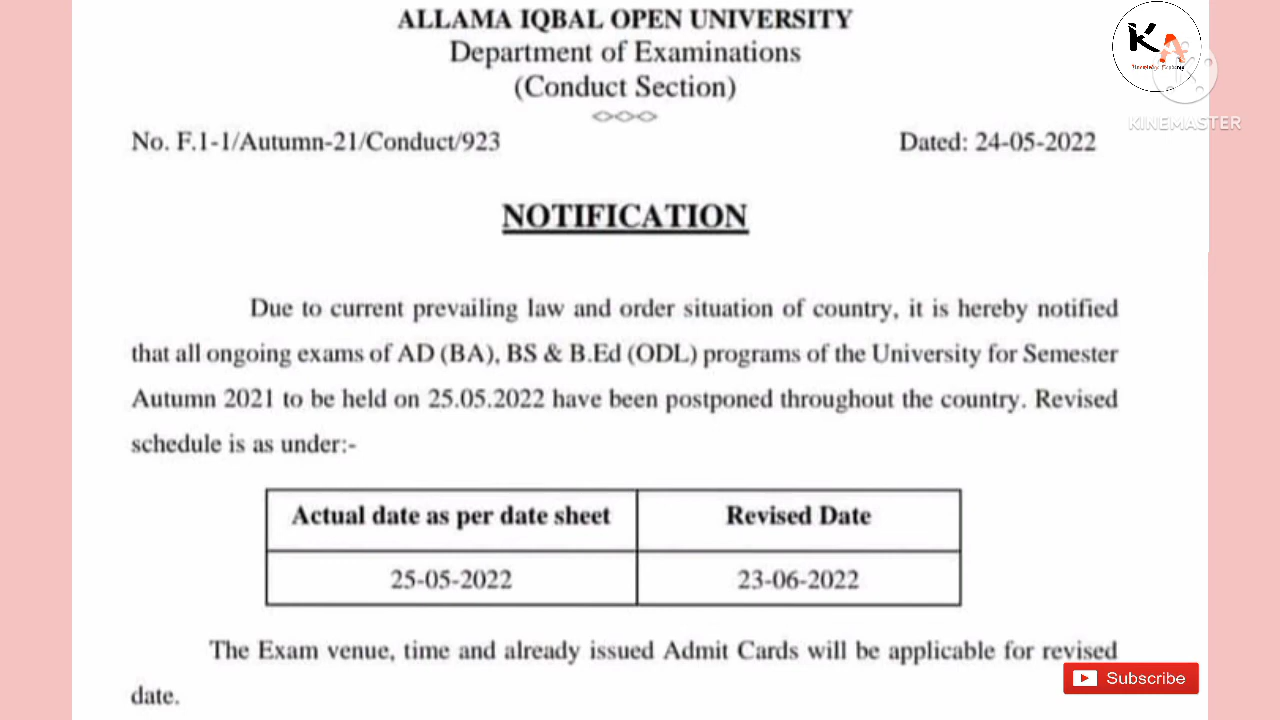 ALLAMA IQBAL OPEN UNIVERSITY
Department of Examinations
(Conduct Section)
KA
KINEMASTER
No. F.1-1/Autumn-21/Conduct/923 Dated: 24-05-2022
NOTIFICATION
Due to current prevailing law and order situation of country, it is hereby notified
that all ongoing exams of AD (BA), BS & B.Ed (ODL) programs of the University for Semester
Autumn 2021 to be held on 25.05.2022 have been postponed throughout the country. Revised
schedule is as under:-
Actual date as per date sheet Revised Date
25-05-2022 23-06-2022
The Exam venue, time and already issued Admit Cards will be applicable for revised
date.
Subscribe